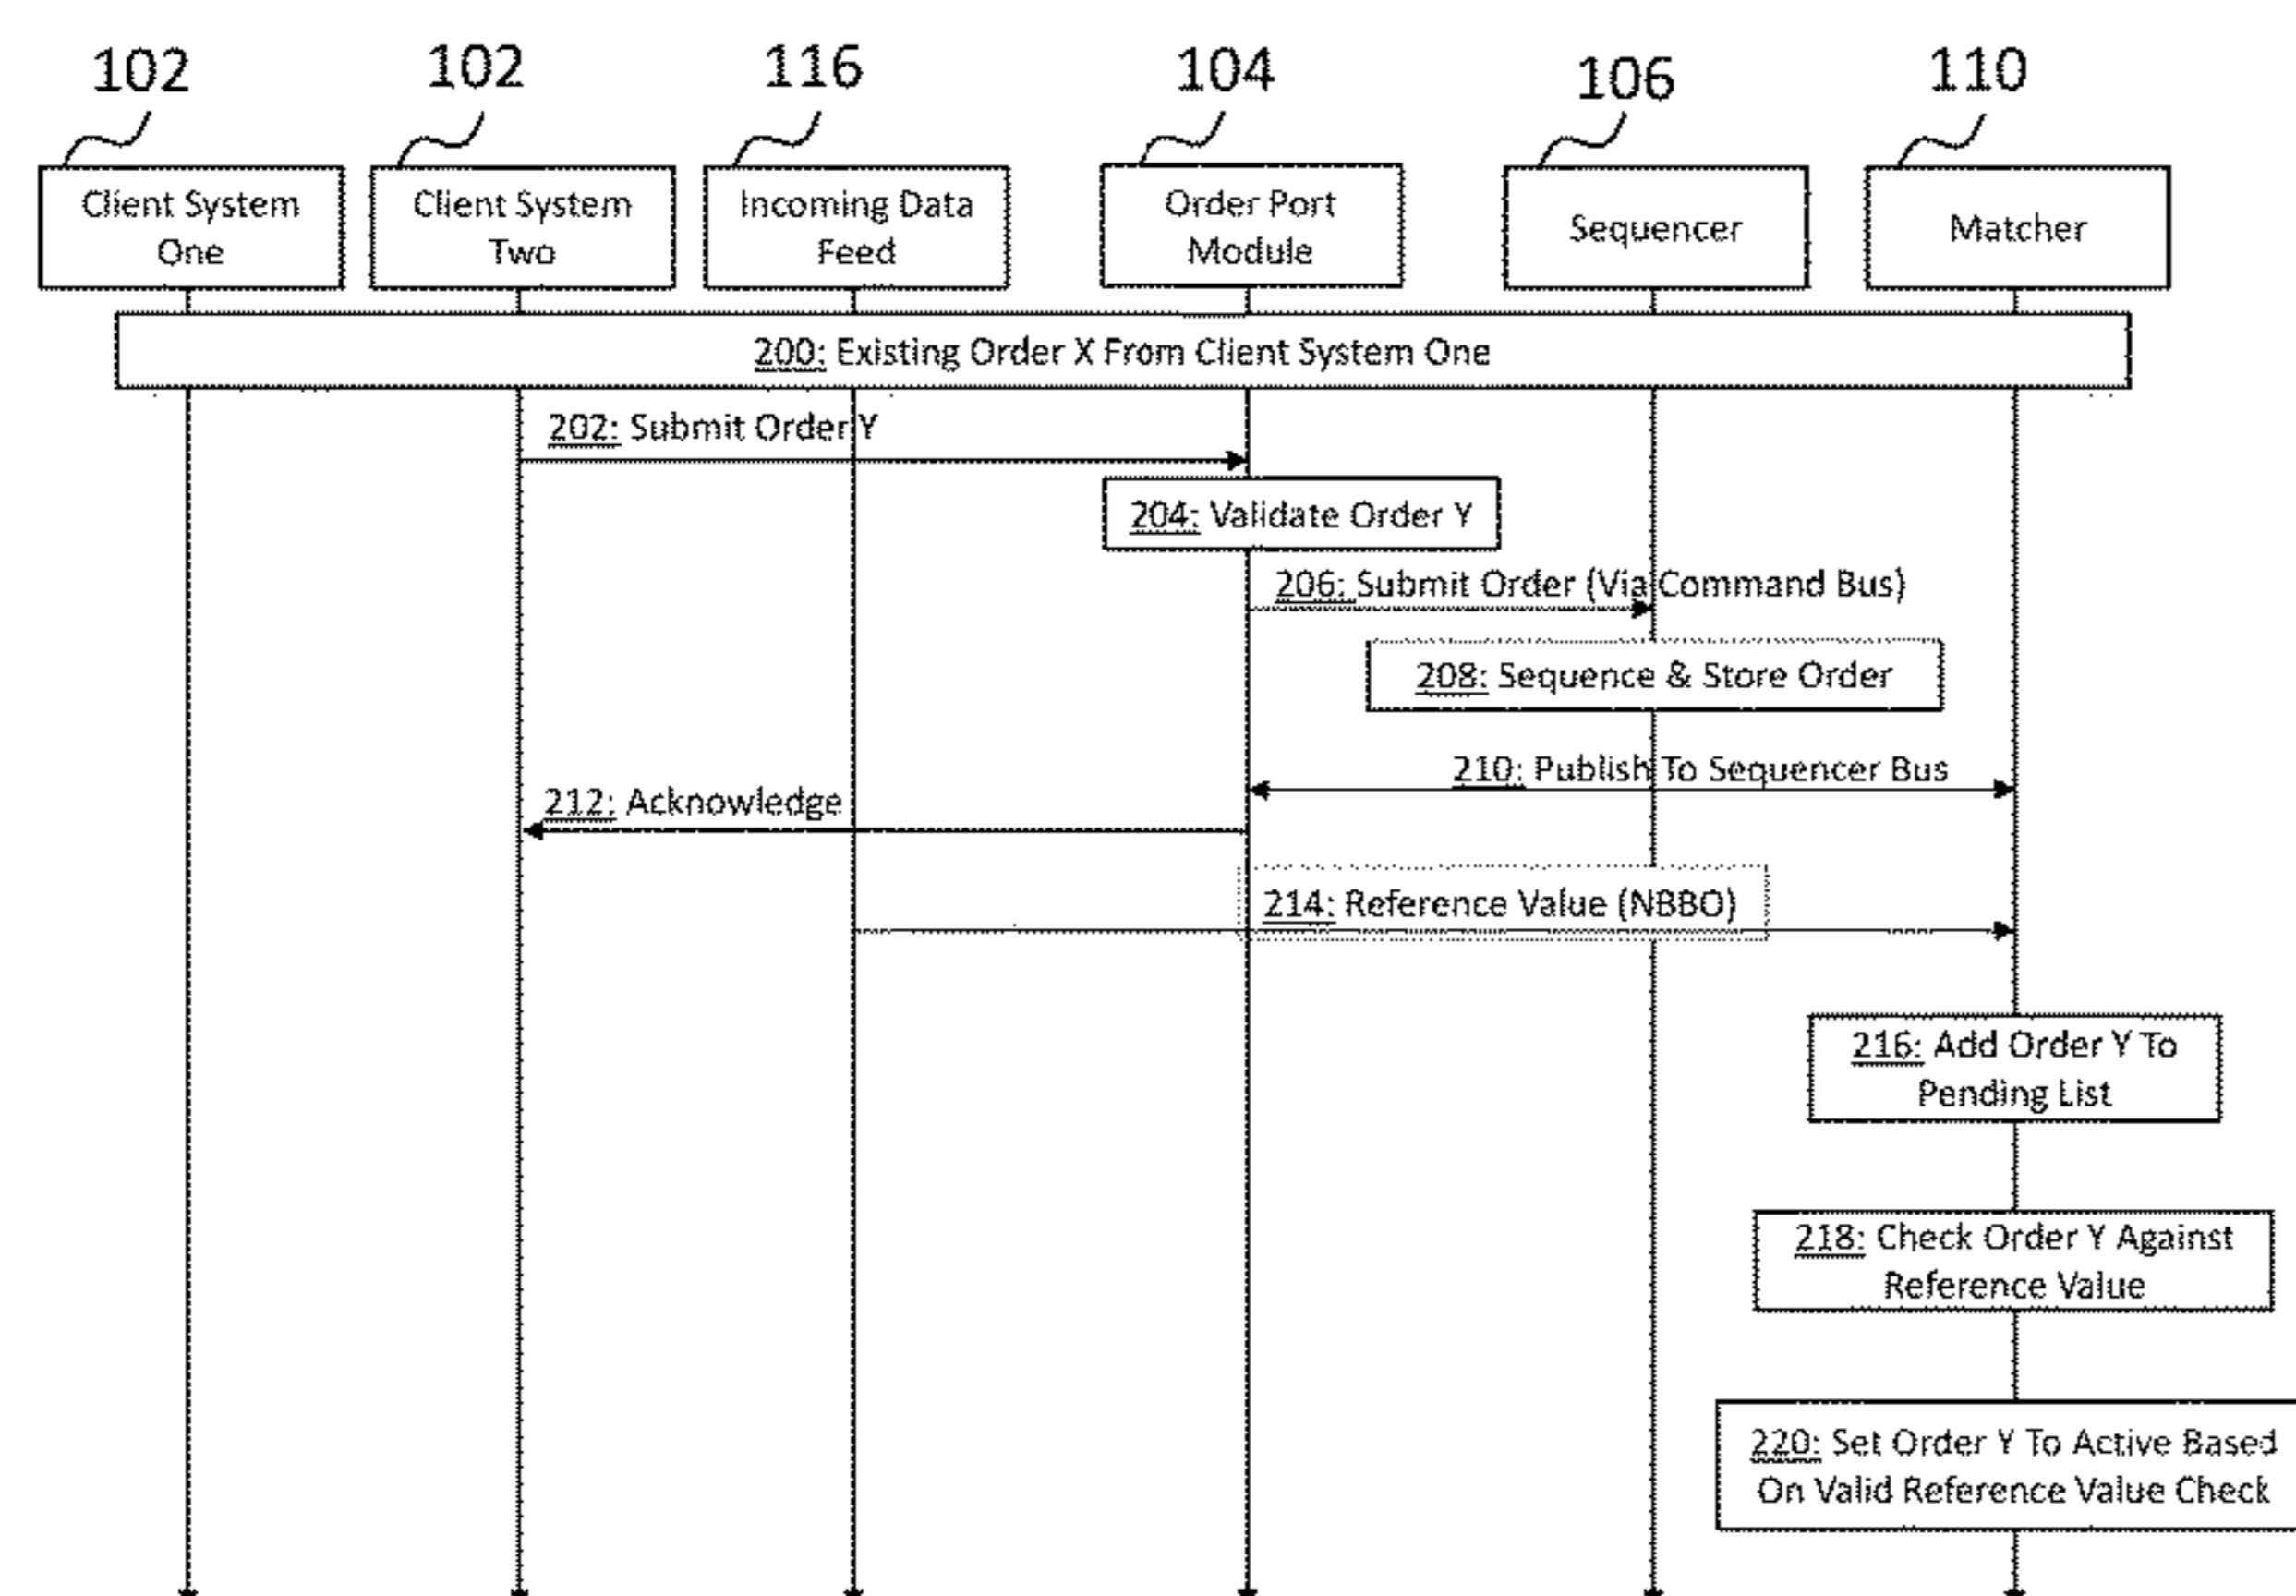 102 102 116 104 106 110
Client System One
Client System Two
Incoming Data Feed
Order Port Module
Sequencer
Matcher
200: Existing Order X From Client System One
202: Submit Order Y
204: Validate Order Y
206: Submit Order (Via Command Bus)
208: Sequence & Store Order
210: Publish To Sequencer Bus
212: Acknowledge
214: Reference Value (NBBO)
216: Add Order Y To
Pending List
218: Check Order Y Against
Reference Value
220: Set Order Y To Active Based
On Valid Reference Value Check